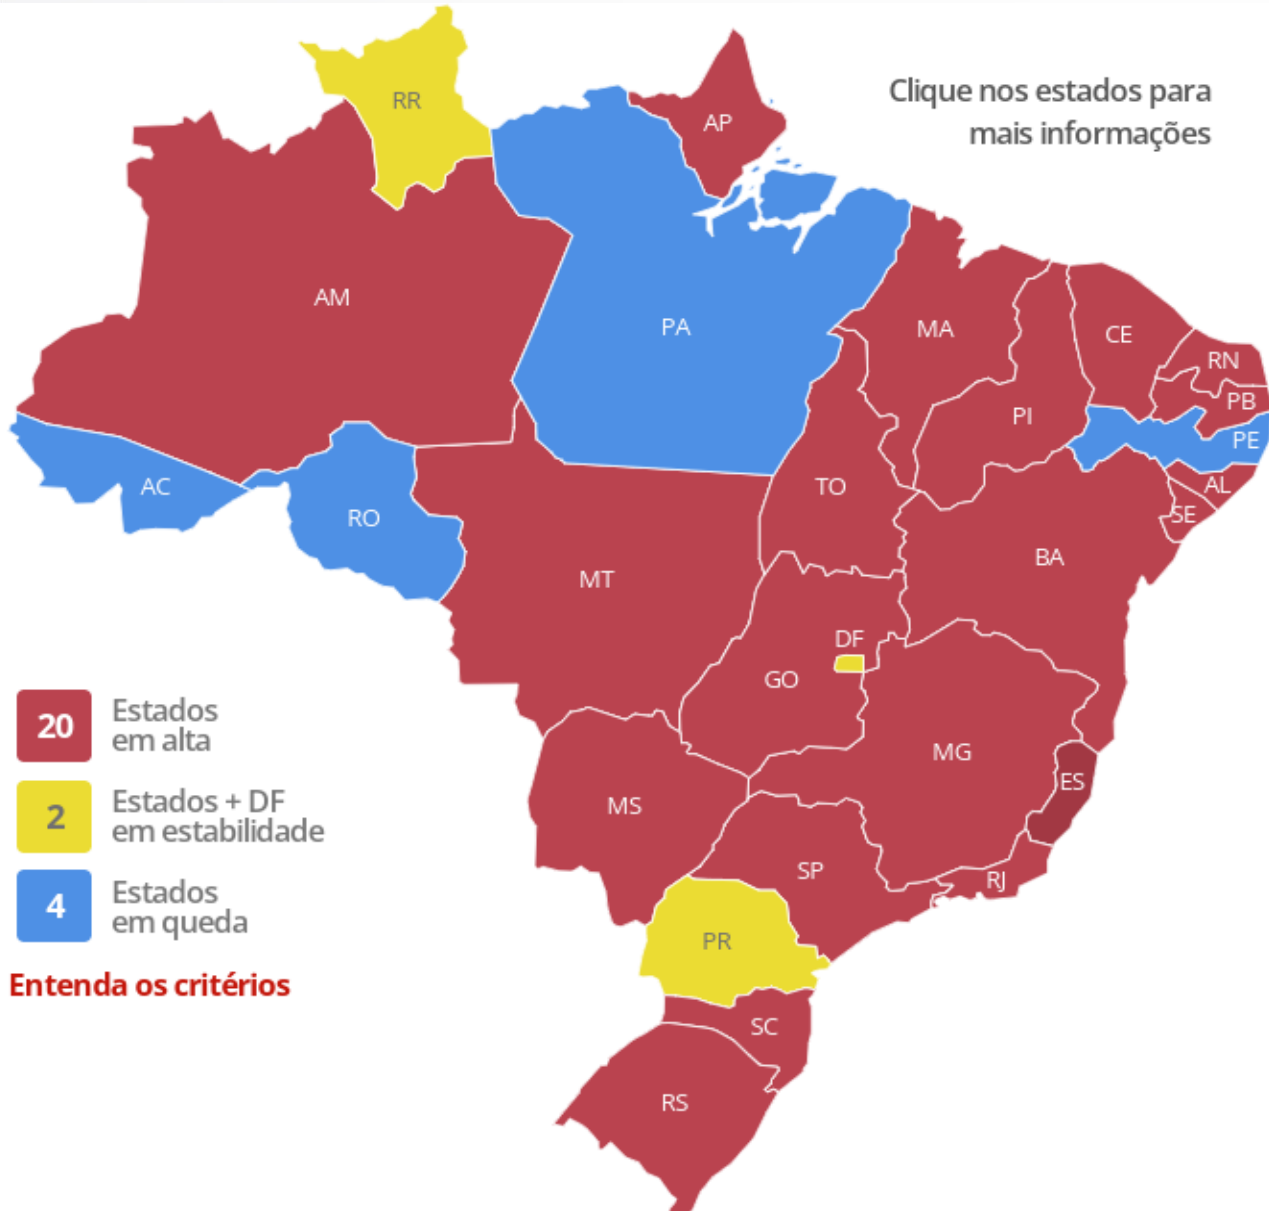 RR
Clique nos estados para
mais informações
AP
AM
PA
MA
CE
RN
PB
PI
PE
AC
TO
AL
RO
SE
BA
MT
DF
GO
20
Estados
em alta
MG
ES
2
Estados + DF
em estabilidade
MS
SP
RJ
4
Estados
em queda
PR
Entenda os critérios
SC
RS